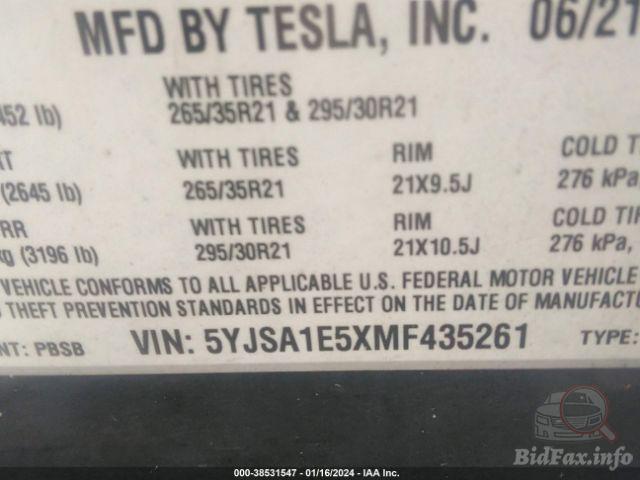 MFD BY TESLA, INC. 06/21
WITH TIRES
452 lb) 265/35R21 & 295/30R21
WITH TIRES RIM COLD
(2645 lb) 265/35R21 21X9.5J 276 kPa
RR WITH TIRES RIM COLD TIR
(3196 lb) 295/30R21 21X10.5J 276 kPa,
VEHICLE CONFORMS TO ALL APPLICABLE U.S. FEDERAL MOTOR VEHICLE
THEFT PREVENTION STANDARDS IN EFFECT ON THE DATE OF MANUFACT
NT: PBSB VIN: 5YJSA1E5XMF435261 TYPE:
000-38531547 - 01/16/2024 - IAA Inc.
BidFax.info